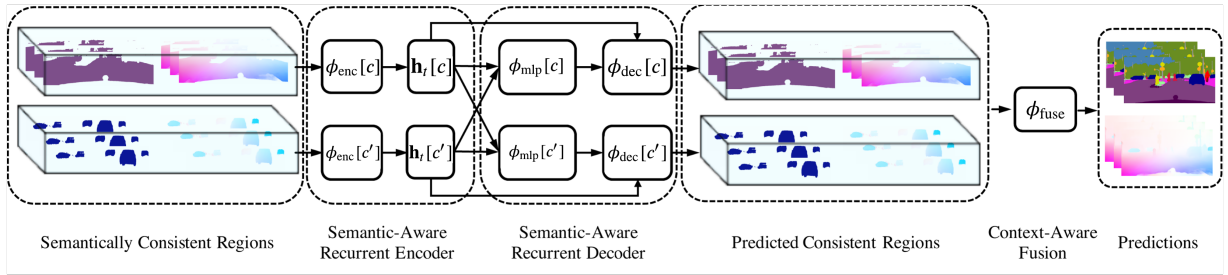 ϕenc[c]
h𝑡[c]
ϕmlp[c]
ϕdec[c]
ϕenc[c′]
h𝑡[c′]
ϕmlp[c′]
ϕdec[c′]
ϕfuse
Semantically Consistent Regions
Semantic-Aware
Recurrent Encoder
Semantic-Aware
Recurrent Decoder
Predicted Consistent Regions
Context-Aware
Fusion
Predictions